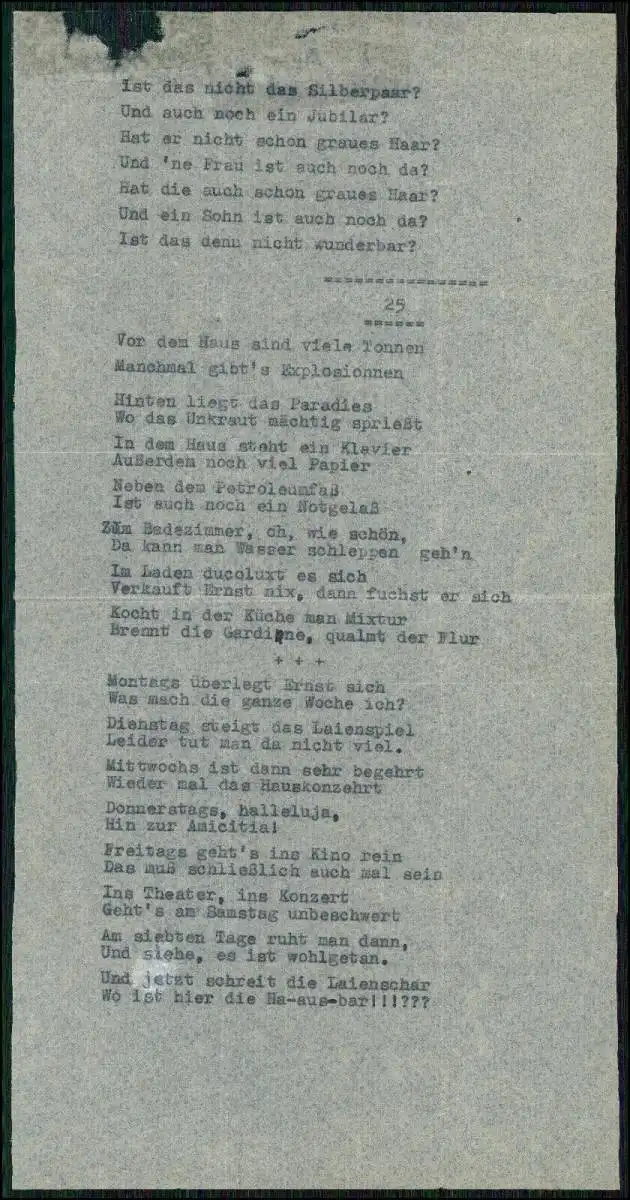 Ist das nicht das Silberpaar?
Und auch noch ein Jubilar?
Hat er nicht schon graues Haar?
Und 'ne Frau ist auch noch da?
Hat die auch schon graues Haar?
Und ein Sohn ist auch noch da?
Ist das denn nicht wunderbar?
================
25
======
Vor dem Haus sind viele Tonnen
Manchmal gibt's Explosionnen
Hinten liegt das Paradies
Wo das Unkraut mächtig sprießt
In dem Haus steht ein Klavier
Außerdem noch viel Papier
Neben dem Petroleumfaß
Ist auch noch ein Notgelaß
Züm Badezimmer, oh, wie schön,
Da kann man Wasser schleppen geh'n
Im Laden ducoluxt es sich
Verkauft Ernst nix, dann fuchst er sich
Kocht in der Küche man Mixtur
Brennt die Gardine, qualmt der Flur
+ + +
Montags überlegt Ernst sich
Was mach die ganze Woche ich?
Dienstag steigt das Laienspiel
Leider tut man da nicht viel.
Mittwochs ist dann sehr begehrt
Wieder mal das Hauskonzehrt
Donnerstags, halleluja,
Hin zur Amicitia!
Freitags geht's ins Kino rein
Das muß schließlich auch mal sein
Ins Theater, ins Konzert
Geht's am Samstag unbeschwert
Am siebten Tage ruht man dann,
Und siehe, es ist wohlgetan.
Und jetzt schreit die Laienschar
Wo ist hier die Ha-aus-bar!!!???